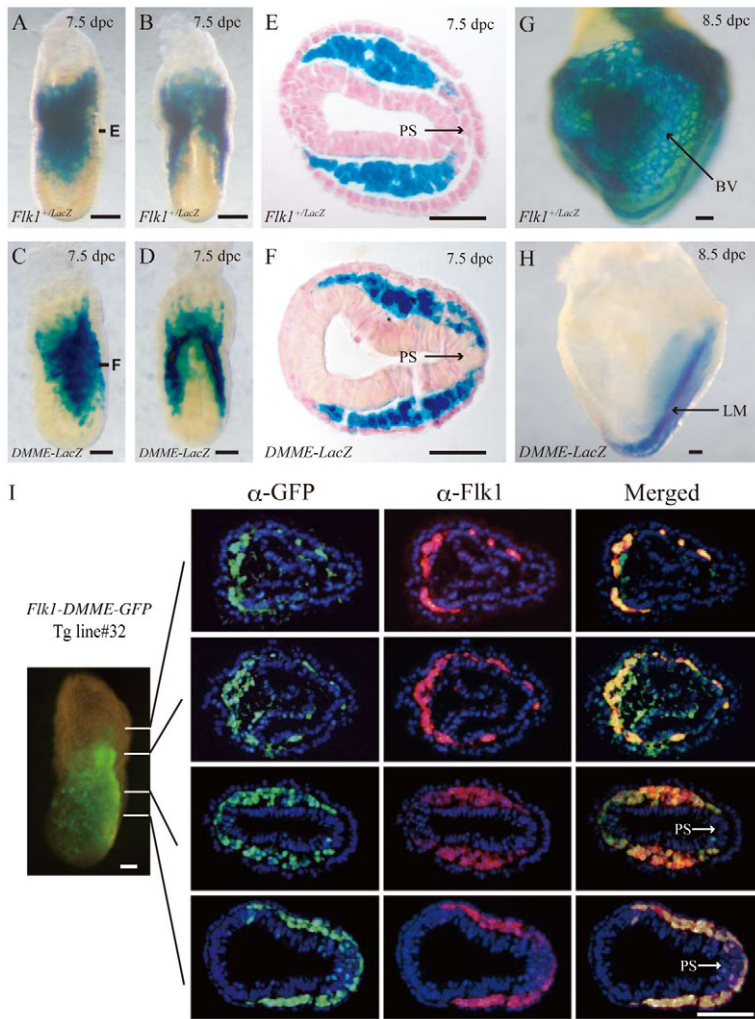 A 7.5 dpc
Flk1+/LacZ
B 7.5 dpc
E
Flk1+/LacZ
E 7.5 dpc
PS
Flk1+/LacZ
G 8.5 dpc
BV
Flk1+/LacZ
C 7.5 dpc
DMME-LacZ
D 7.5 dpc
F
DMME-LacZ
F 7.5 dpc
PS
DMME-LacZ
H 8.5 dpc
LM
DMME-LacZ
I
α-GFP α-Flk1 Merged
Flk1-DMME-GFP
Tg line#32
PS
PS